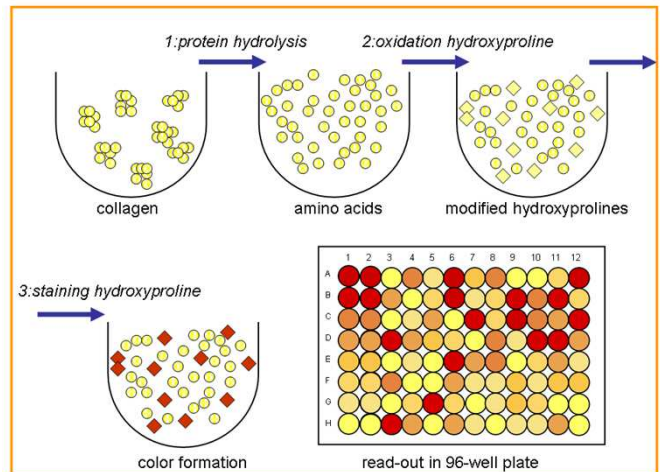 1:protein hydrolysis
2:oxidation hydroxyproline
collagen
amino acids
modified hydroxyprolines
3:staining hydroxyproline
color formation
1 2 3 4 5 6 7 8 9 10 11 12
A
B
C
D
E
F
G
H
read-out in 96-well plate